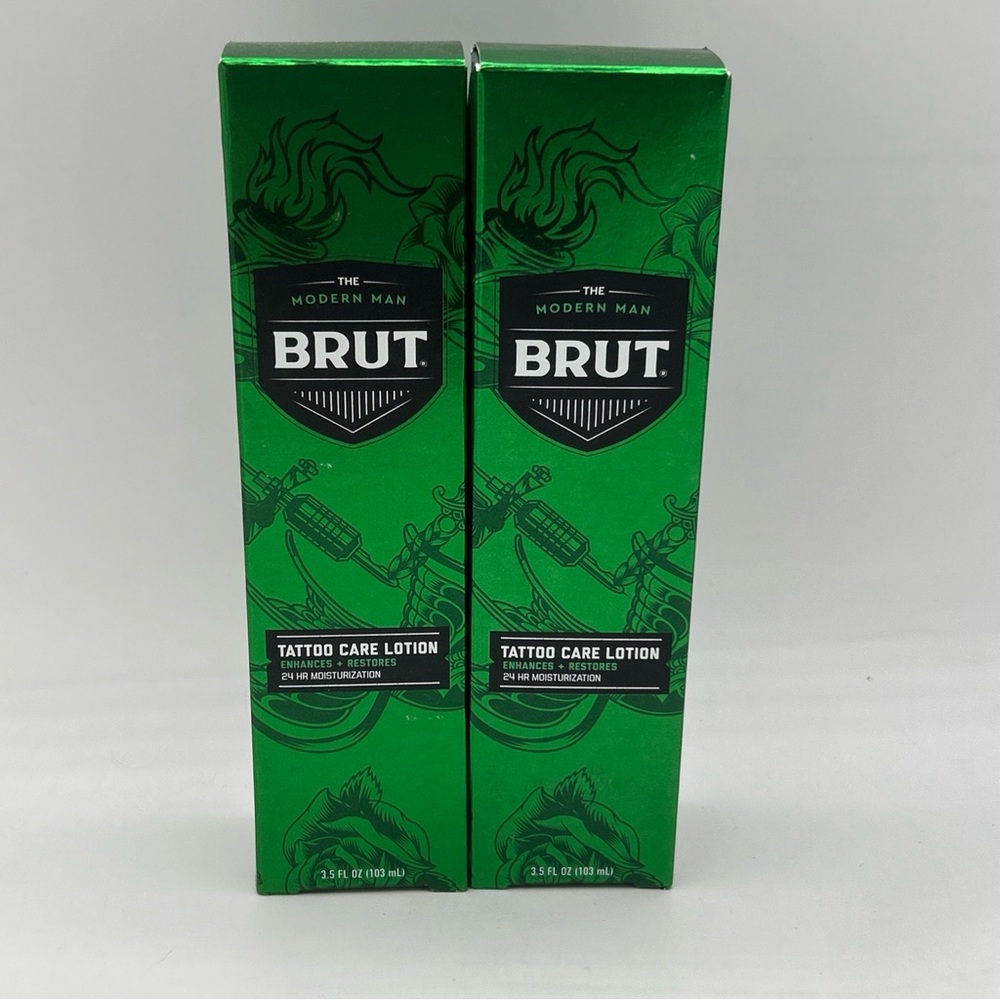 THE
MODERN MAN
BRUT®
TATTOO CARE LOTION
ENHANCES + RESTORES
24 HR MOISTURIZATION
3.5 FL OZ (103 mL)
THE
MODERN MAN
BRUT®
TATTOO CARE LOTION
ENHANCES + RESTORES
24 HR MOISTURIZATION
3.5 FL OZ (103 mL)